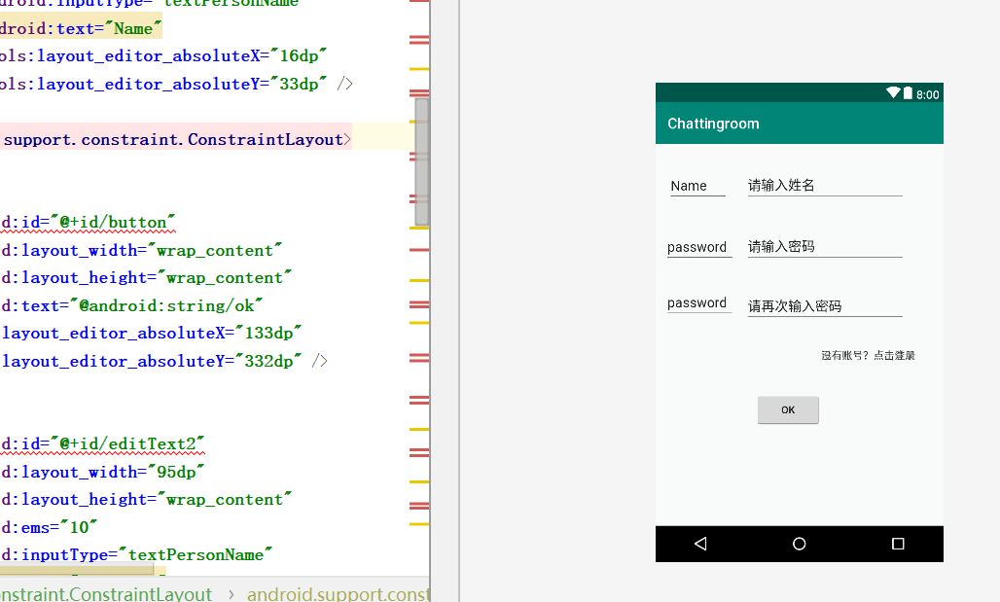 droid:inputType="textPersonName"
droid:text="Name"
ols:layout_editor_absoluteX="16dp"
ols:layout_editor_absoluteY="33dp" />
support.constraint.ConstraintLayout>
d:id="@+id/button"
d:layout_width="wrap_content"
d:layout_height="wrap_content"
d:text="@android:string/ok"
layout_editor_absoluteX="133dp"
layout_editor_absoluteY="332dp" />
d:id="@+id/editText2"
d:layout_width="95dp"
d:layout_height="wrap_content"
d:ems="10"
d:inputType="textPersonName"
onstraint.ConstraintLayout > android.support.const
8:00
Chattingroom
Name 请输入姓名
password 请输入密码
password 请再次输入密码
没有账号？点击注册
OK